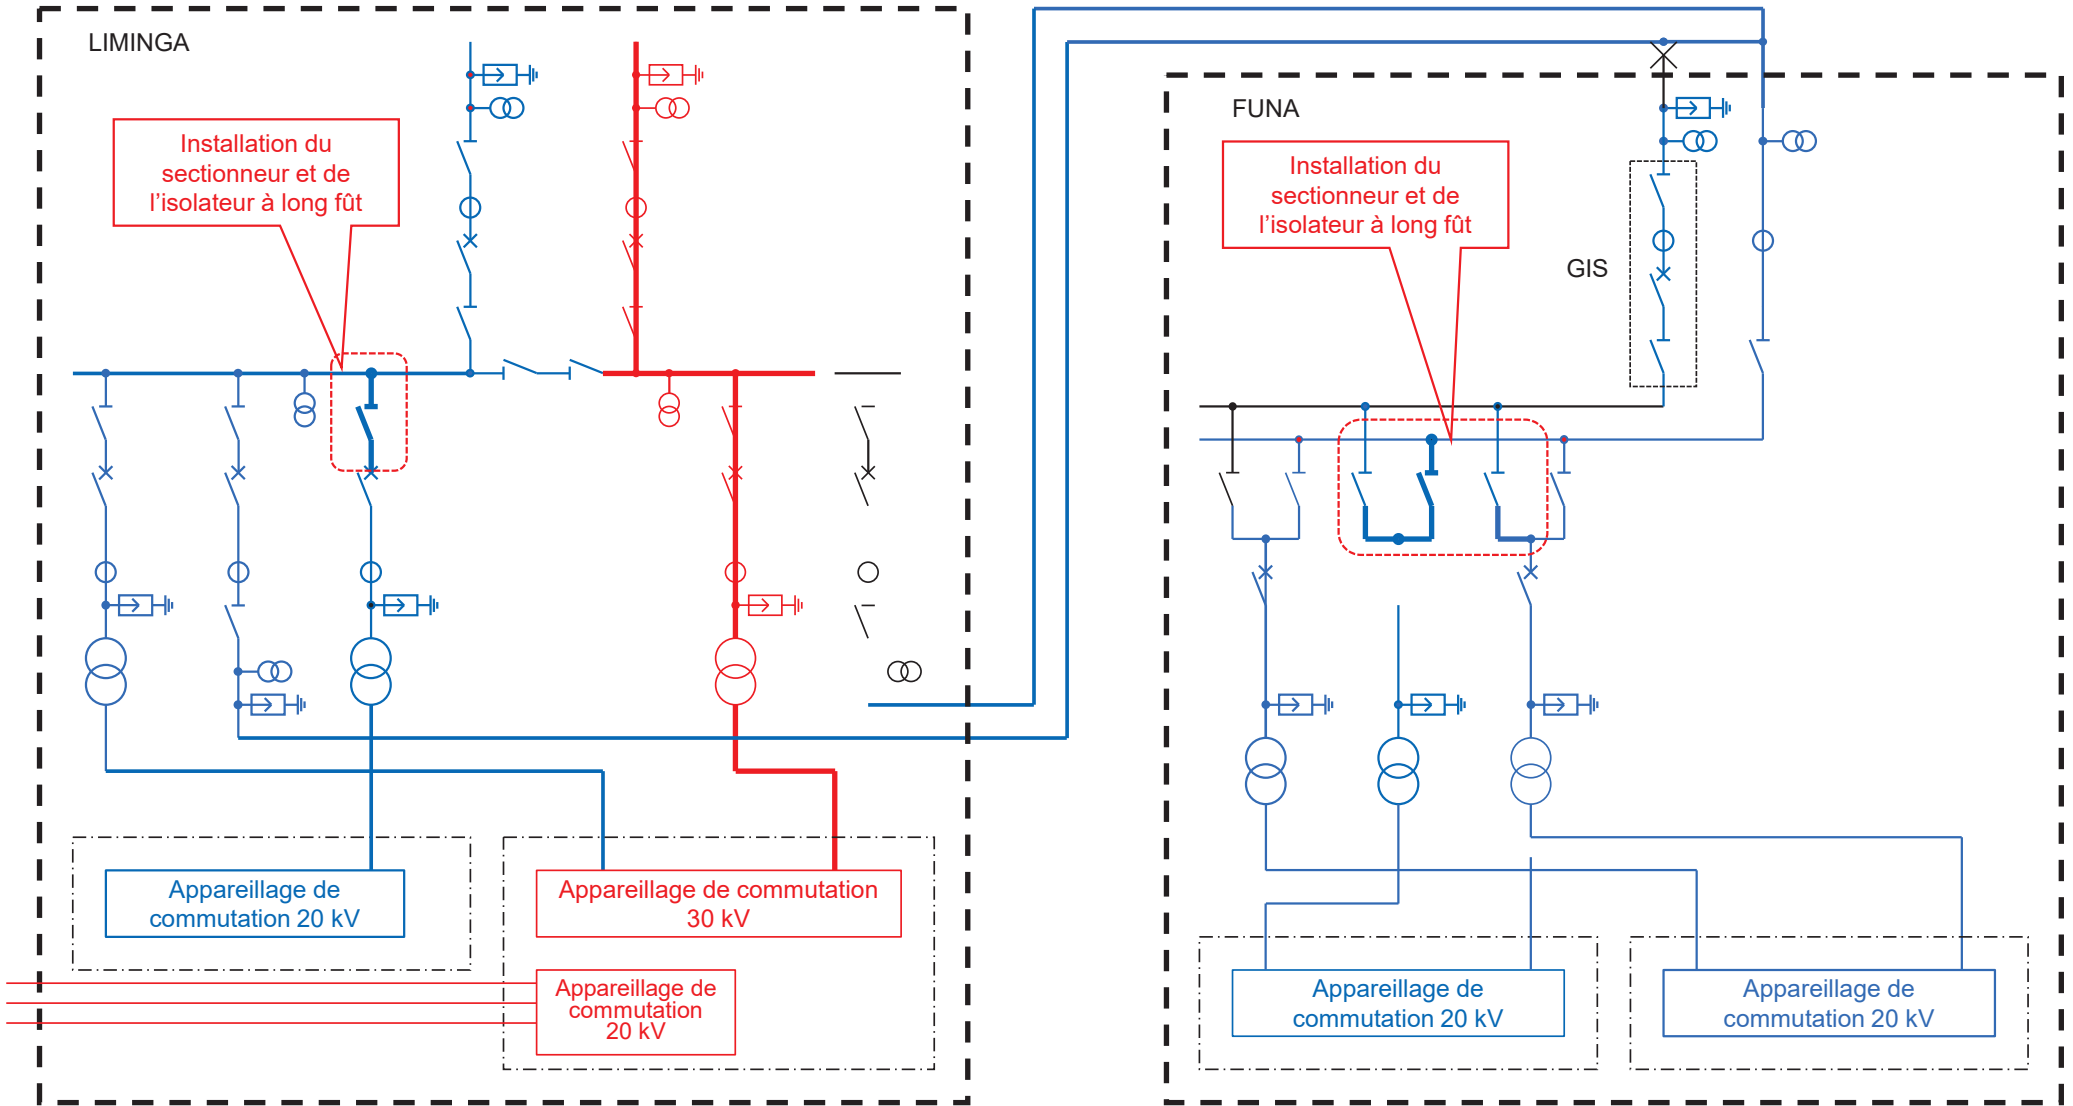 LIMINGA
Installation du
sectionneur et de
l’isolateur à long fût
FUNA
Installation du
sectionneur et de
l’isolateur à long fût
GIS
Appareillage de
commutation 20 kV
Appareillage de commutation
30 kV
Appareillage de
commutation
20 kV
Appareillage de
commutation 20 kV
Appareillage de
commutation 20 kV